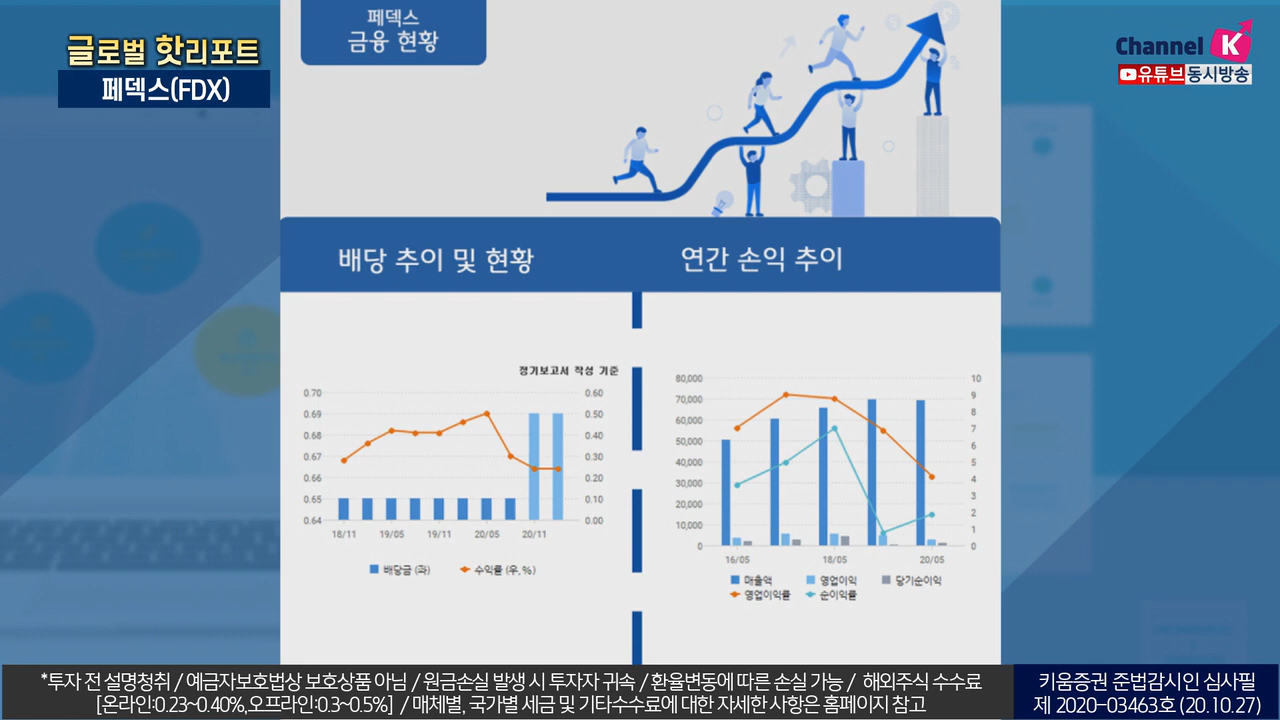 글로벌 핫리포트
페덱스(FDX)
페덱스
금융 현황
Channel K
유튜브동시방송
배당 추이 및 현황
연간 손익 추이
정기보고서 작성 기준
0.70
0.69
0.68
0.67
0.66
0.65
0.64
0.60
0.50
0.40
0.30
0.20
0.10
0.00
18/11 19/05 19/11 20/05 20/11
배당금 (좌) 수익률 (우, %)
80,000
70,000
60,000
50,000
40,000
30,000
20,000
10,000
0
10
9
8
7
6
5
4
3
2
1
0
16/05 18/05 20/05
매출액 영업이익 당기순이익
영업이익률 순이익률
*투자 전 설명청취 / 예금자보호법상 보호상품 아님 / 원금손실 발생 시 투자자 귀속 / 환율변동에 따른 손실 가능 / 해외주식 수수료
[온라인:0.23~0.40%,오프라인:0.3~0.5%] / 매체별, 국가별 세금 및 기타수수료에 대한 자세한 사항은 홈페이지 참고
키움증권 준법감시인 심사필
제 2020-03463호 (20.10.27)